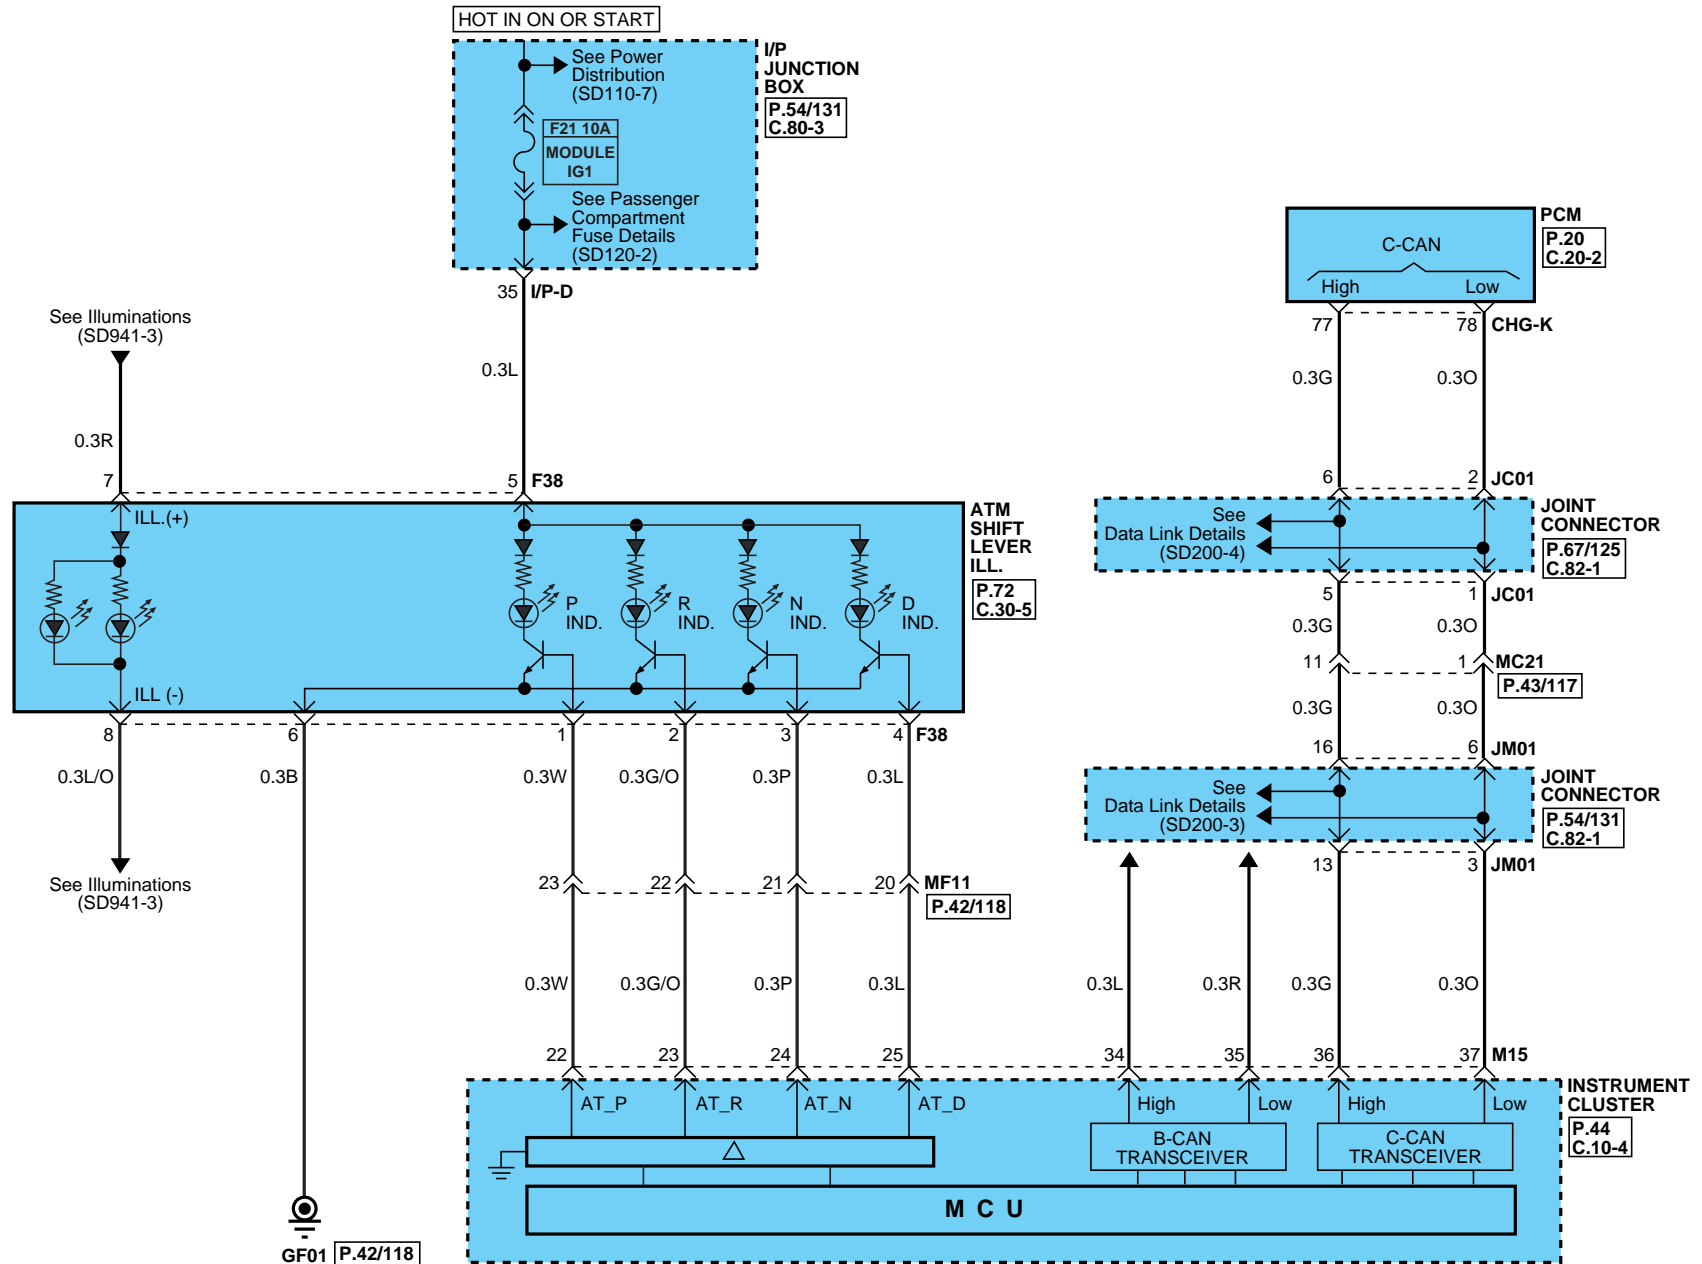 HOT IN ON OR START
See Power
Distribution
(SD110-7)
I/P
JUNCTION
BOX
P.54/131
C.80-3
F21 10A
MODULE
IG1
See Passenger
Compartment
Fuse Details
(SD120-2)
35 I/P-D
PCM
P.20
C.20-2
C-CAN
High Low
77 78 CHG-K
See Illuminations
(SD941-3)
0.3L
0.3G 0.3O
0.3R
7 5 F38
6 2 JC01
ILL.(+)
ATM
SHIFT
LEVER
ILL.
P.72
C.30-5
P
IND.
R
IND.
N
IND.
D
IND.
ILL (-)
See
Data Link Details
(SD200-4)
JOINT
CONNECTOR
P.67/125
C.82-1
5 1 JC01
0.3G 0.3O
11 1 MC21
P.43/117
0.3G 0.3O
8 6 1 2 3 4 F38
16 6 JM01
0.3L/O 0.3B 0.3W 0.3G/O 0.3P 0.3L
See
Data Link Details
(SD200-3)
JOINT
CONNECTOR
P.54/131
C.82-1
13 3 JM01
See Illuminations
(SD941-3)
23 22 21 20 MF11
P.42/118
0.3W 0.3G/O 0.3P 0.3L 0.3L 0.3R 0.3G 0.3O
22 23 24 25 34 35 36 37 M15
AT_P AT_R AT_N AT_D High Low High Low
INSTRUMENT
CLUSTER
P.44
C.10-4
B-CAN
TRANSCEIVER
C-CAN
TRANSCEIVER
M C U
GF01 P.42/118